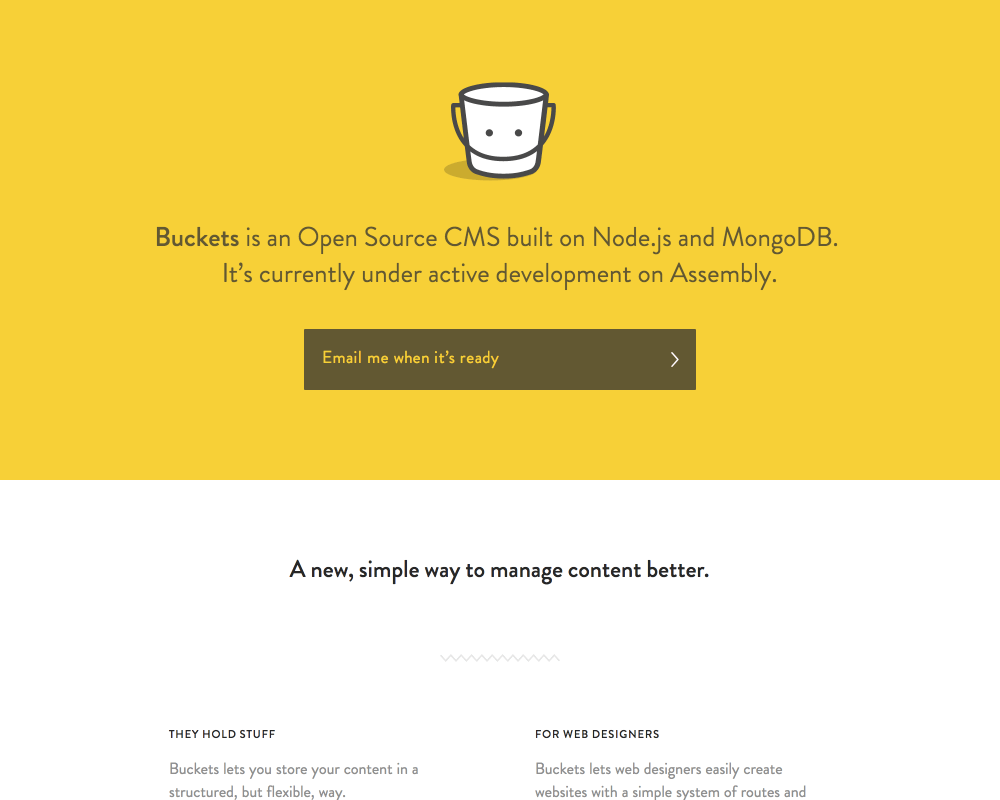 Buckets is an Open Source CMS built on Node.js and MongoDB.
It’s currently under active development on Assembly.
Email me when it’s ready
A new, simple way to manage content better.
THEY HOLD STUFF
Buckets lets you store your content in a
structured, but flexible, way.
FOR WEB DESIGNERS
Buckets lets web designers easily create
websites with a simple system of routes and